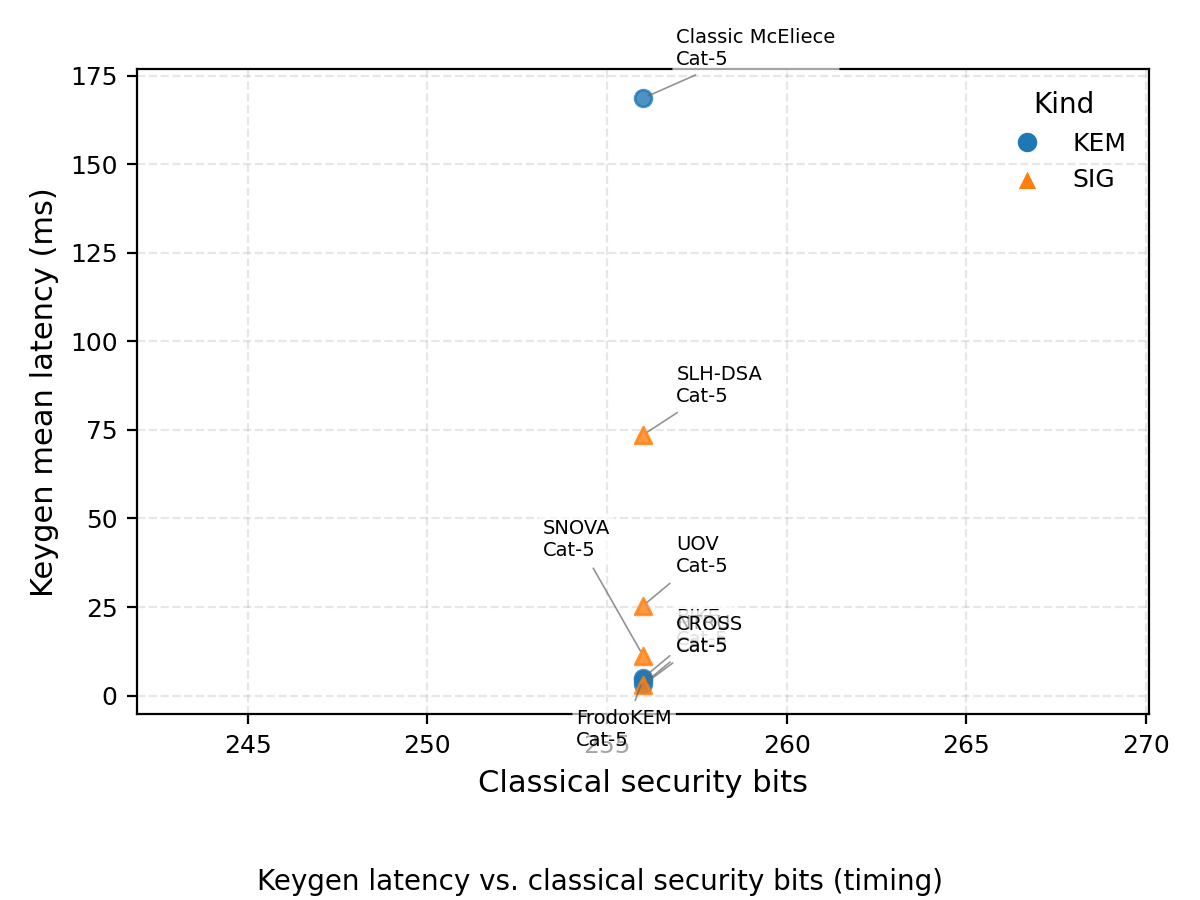 Classic McEliece
Cat-5
175
150
125
100
75
50
25
0
Keygen mean latency (ms)
Kind
KEM
SIG
SLH-DSA
Cat-5
SNOVA
Cat-5
UOV
Cat-5
BIKE
CROSS
Cat-5
FrodoKEM
Cat-5
245
250
255
260
265
270
Classical security bits
Keygen latency vs. classical security bits (timing)